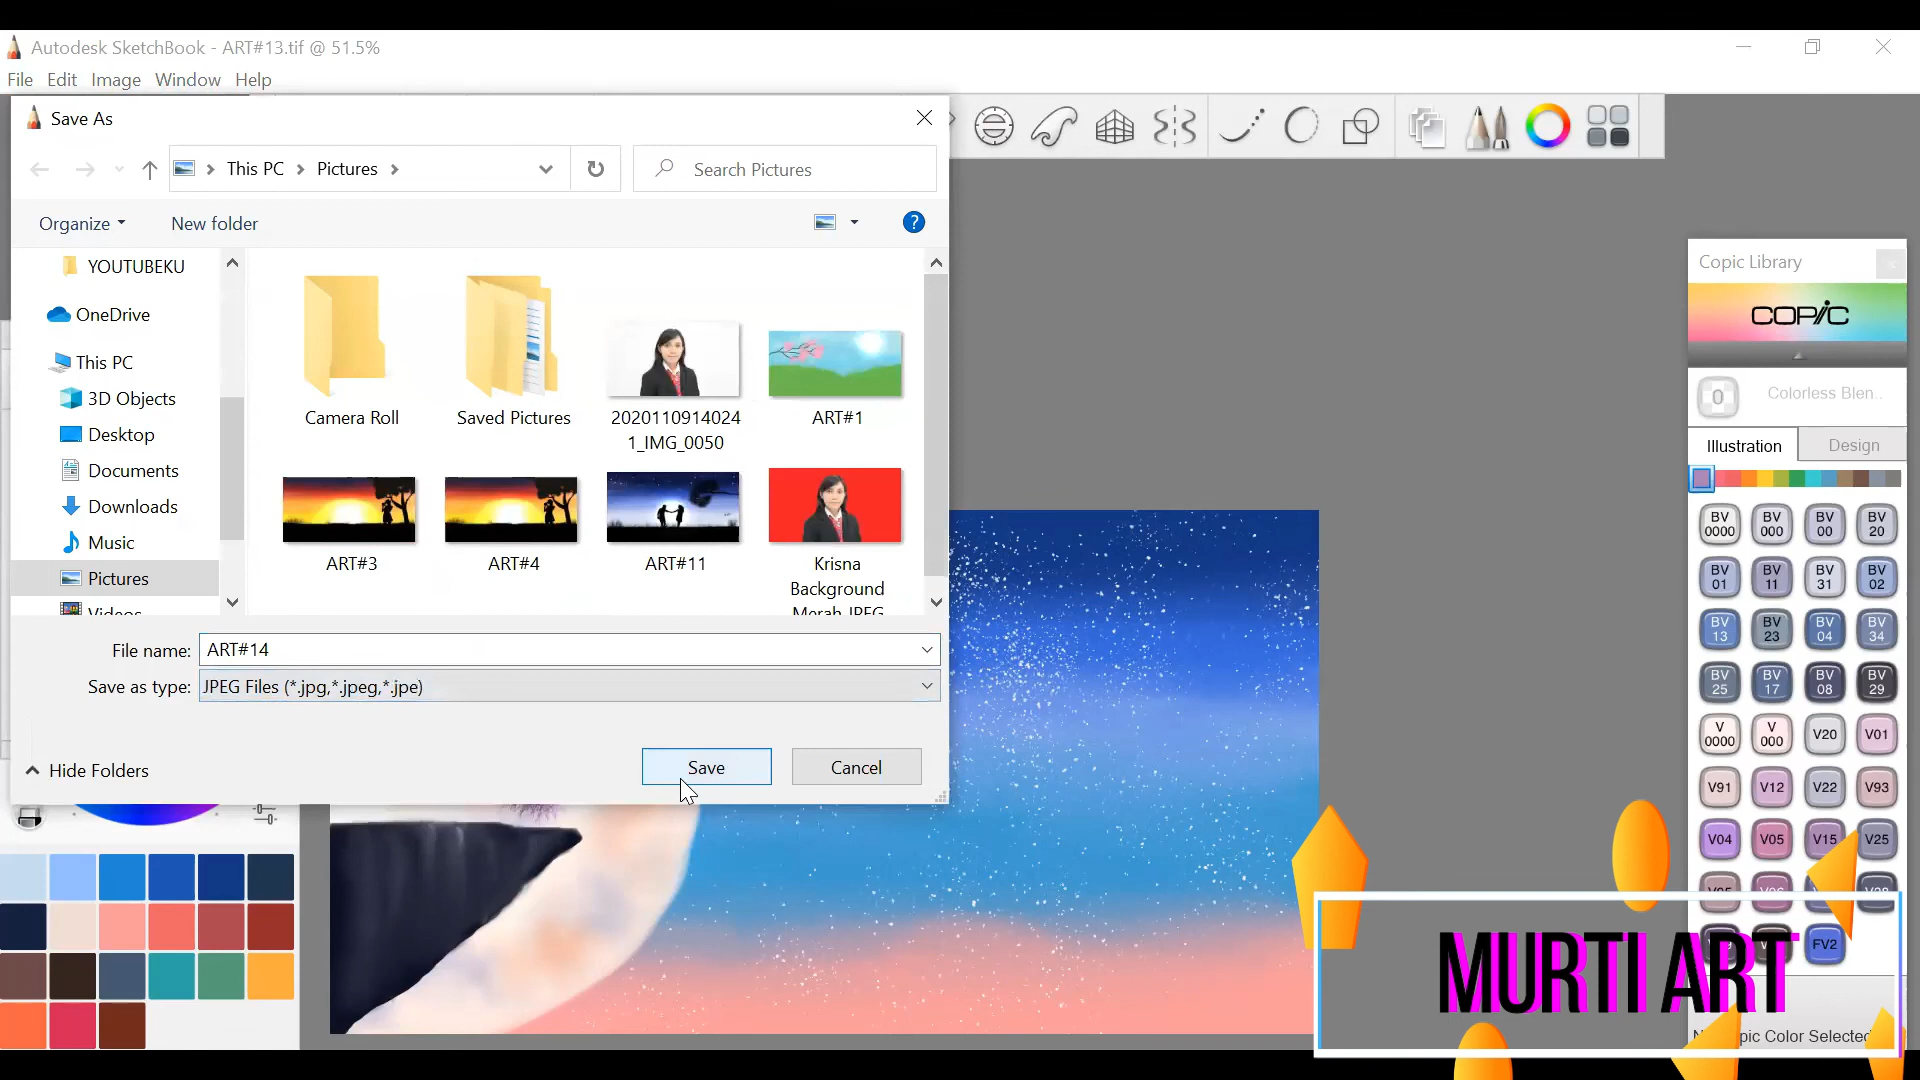 Autodesk SketchBook - ART#13.tif @ 51.5%
File Edit Image Window Help
Save As
This PC Pictures
Search Pictures
Organize New folder
?
YOUTUBEKU
OneDrive
This PC
3D Objects
Desktop
Documents
Downloads
Music
Pictures
Videos
Camera Roll
Saved Pictures
2020110914024
1_IMG_0050
ART#1
ART#3
ART#4
ART#11
Krisna
Background
Merah JPEG
File name: ART#14
Save as type: JPEG Files (*.jpg,*.jpeg,*.jpe)
Hide Folders
Save
Cancel
Copic Library
COPIC
0 Colorless Blen..
Illustration Design
BV 0000 BV 000 BV 00 BV 20
BV 01 BV 11 BV 31 BV 02
BV 13 BV 23 BV 04 BV 34
BV 25 BV 17 BV 08 BV 29
V 0000 V 000 V20 V01
V91 V12 V22 V93
V04 V05 V15 V25
FV2
MURTI ART
Color Selected